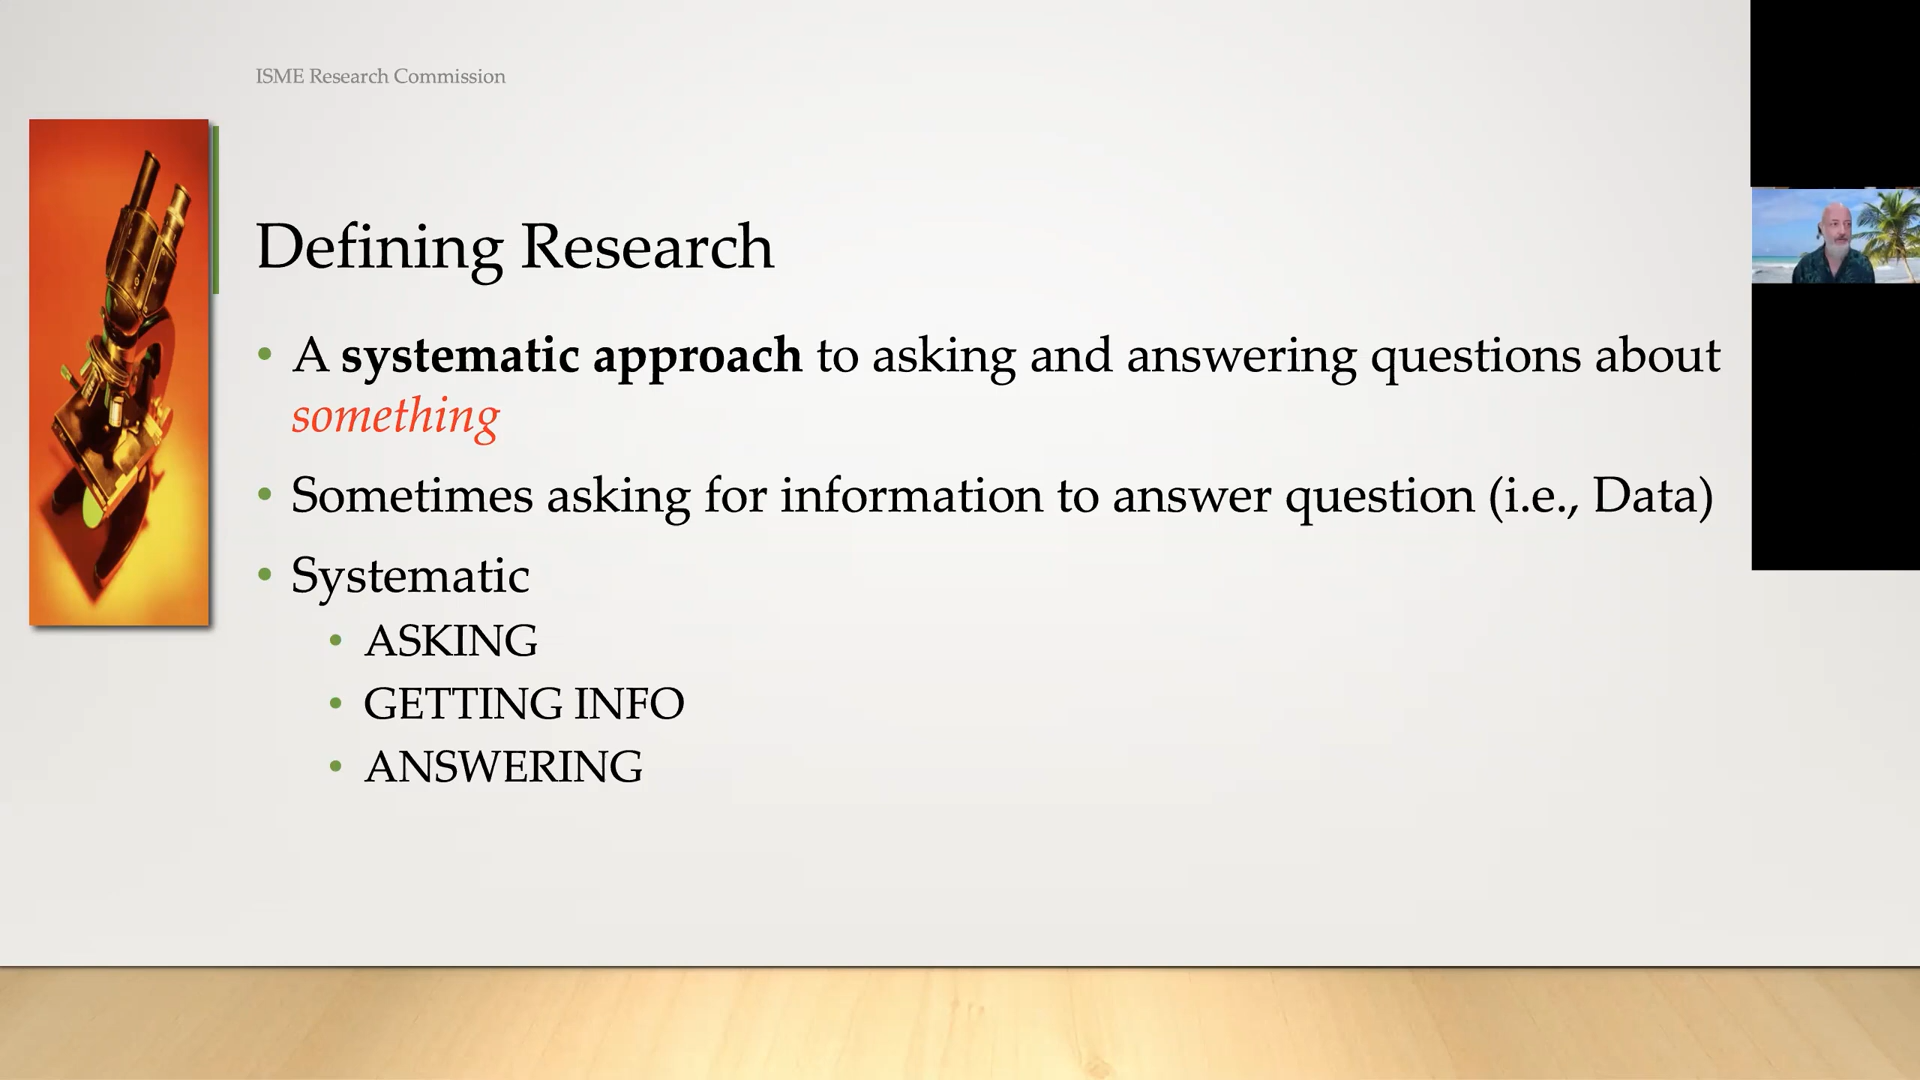 ISME Research Commission
Defining Research
• A systematic approach to asking and answering questions about
something
• Sometimes asking for information to answer question (i.e., Data)
• Systematic
• ASKING
• GETTING INFO
• ANSWERING